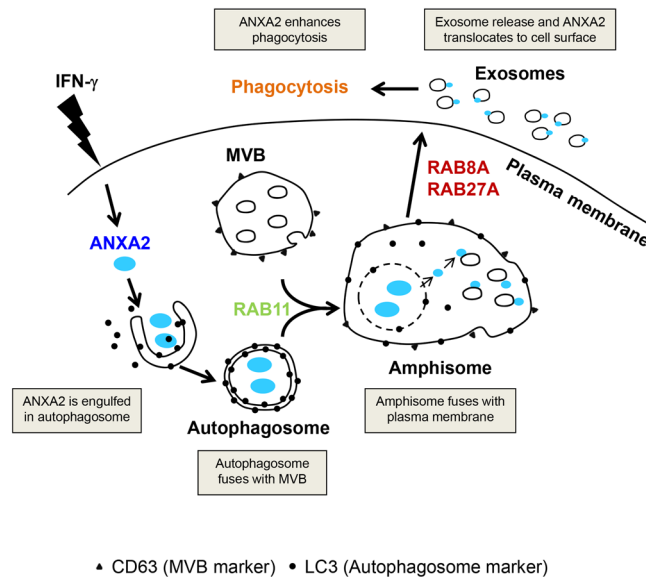 ANXA2 enhances
phagocytosis
Exosome release and ANXA2
translocates to cell surface
IFN-γ
Phagocytosis
Exosomes
MVB
RAB8A
RAB27A
Plasma membrane
ANXA2
RAB11
Amphisome
ANXA2 is engulfed
in autophagosome
Autophagosome
Amphisome fuses with
plasma membrane
Autophagosome
fuses with MVB
CD63 (MVB marker)
LC3 (Autophagosome marker)